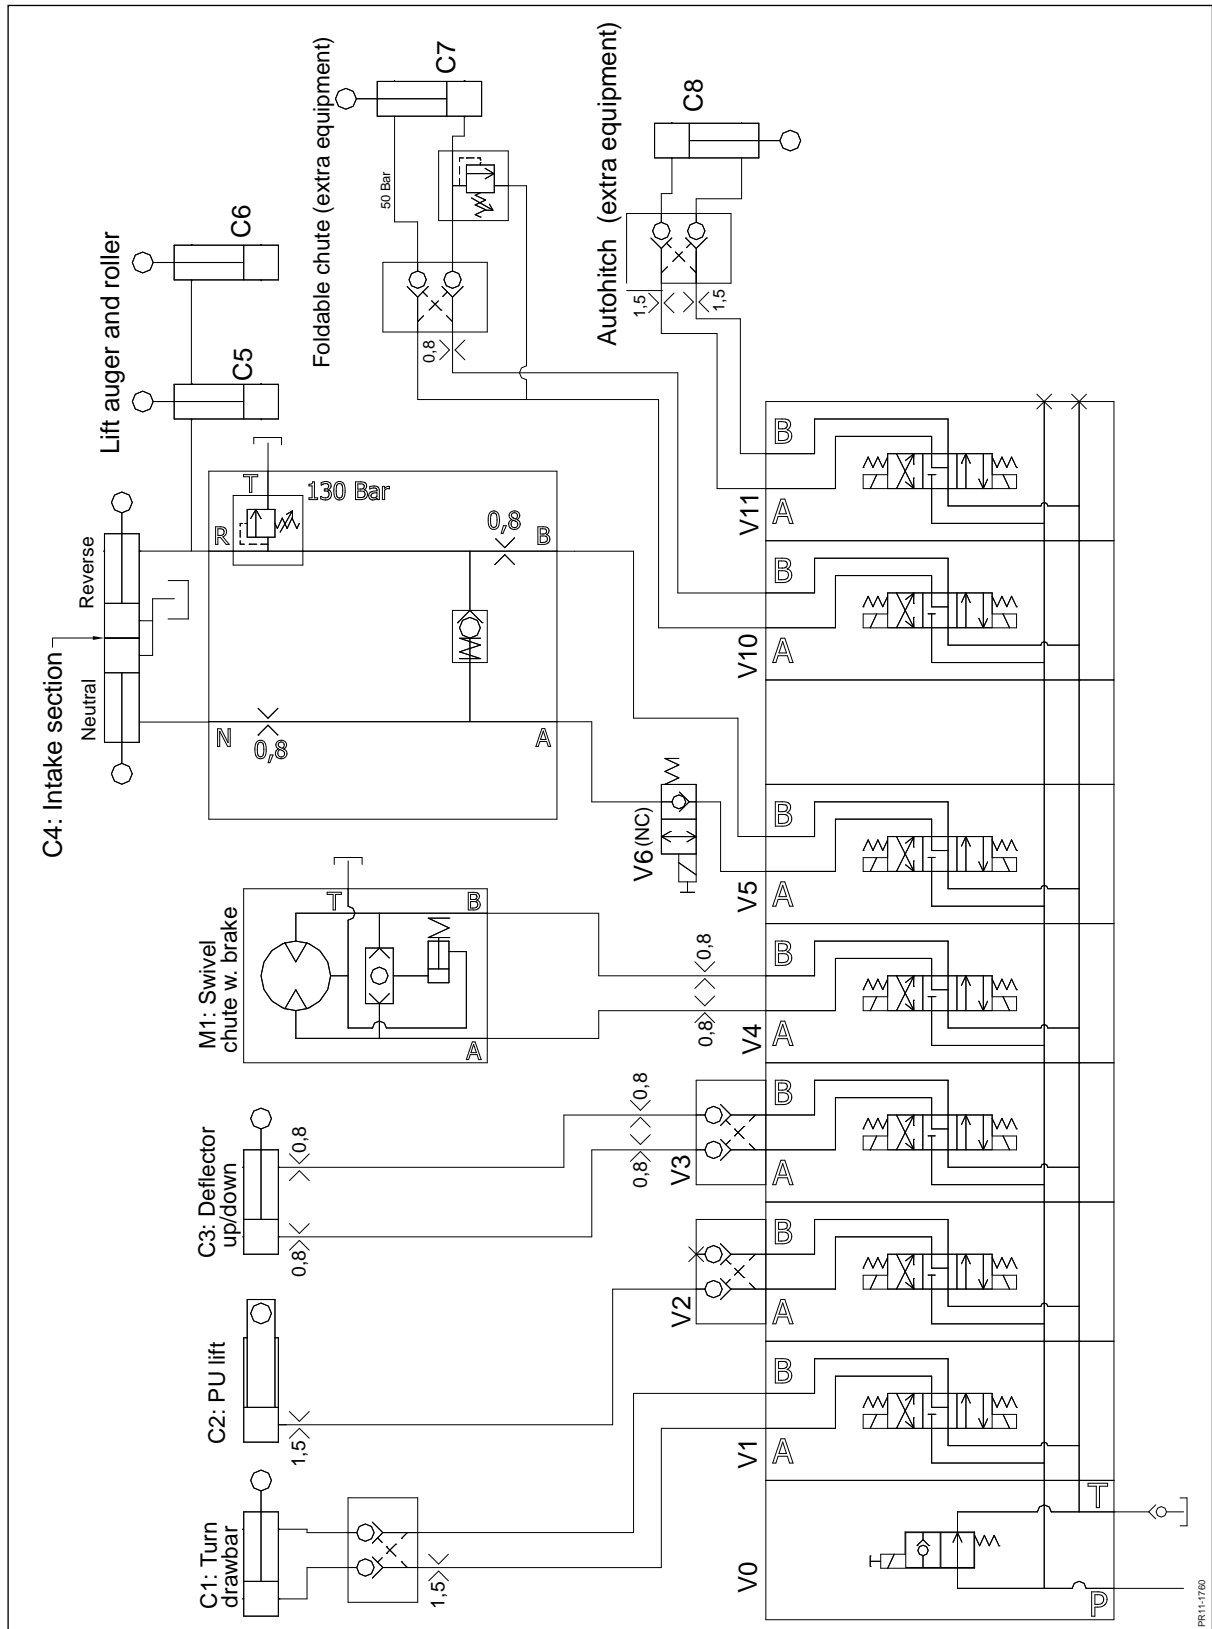 C1: Turn
drawbar
1,5
C2: PU lift
1,5
C3: Deflector
up/down
0,8
0,8
0,8
0,8
M1: Swivel
chute w. brake
T
A
B
0,8
0,8
C4: Intake section
Neutral
Reverse
N
0,8
A
R
T
130 Bar
0,8
B
Lift auger and roller
C5
C6
Foldable chute (extra equipment)
C7
50 Bar
0,8
Autohitch (extra equipment)
C8
1,5
1,5
V0
P
T
V1
A
B
V2
A
B
V3
A
B
V4
A
B
V5
A
B
V6 (NC)
V10
A
B
V11
A
B
PR11-1760